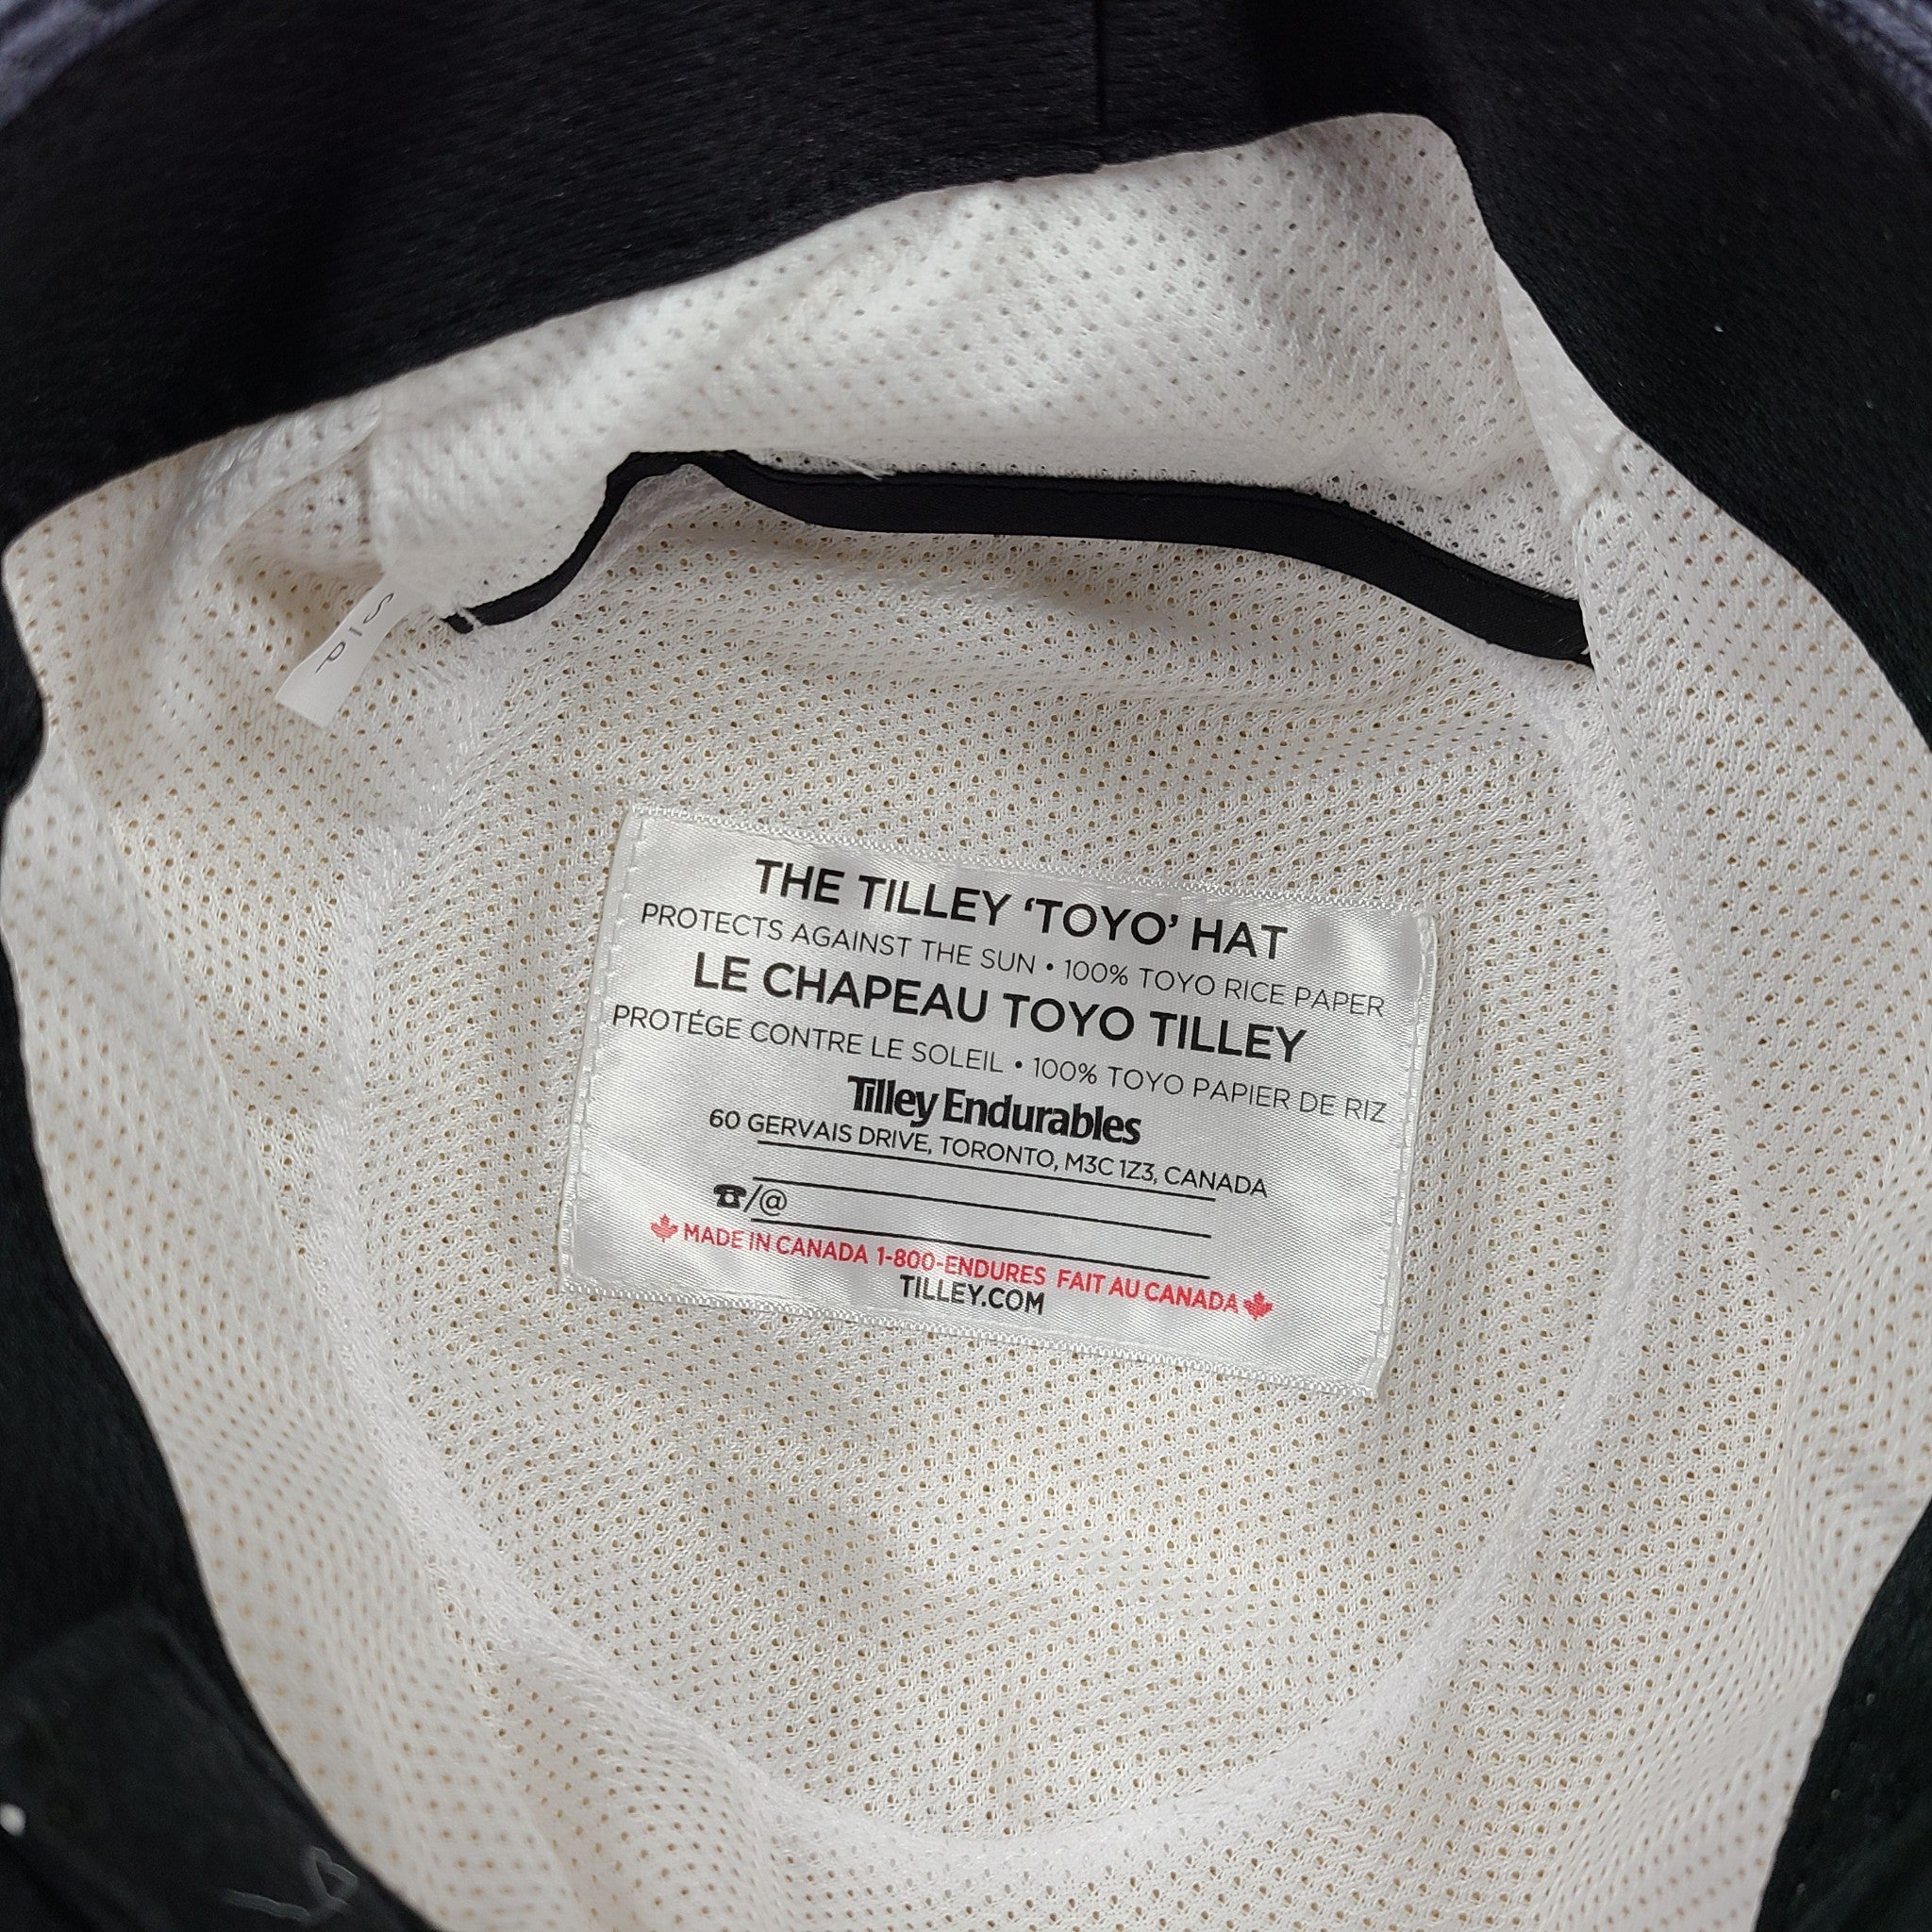 SIP
THE TILLEY ‘TOYO’ HAT
PROTECTS AGAINST THE SUN • 100% TOYO RICE PAPER
LE CHAPEAU TOYO TILLEY
PROTÉGE CONTRE LE SOLEIL • 100% TOYO PAPIER DE RIZ
Tilley Endurables
60 GERVAIS DRIVE, TORONTO, M3C 1Z3, CANADA
☎/@
MADE IN CANADA 1-800-ENDURES FAIT AU CANADA
TILLEY.COM